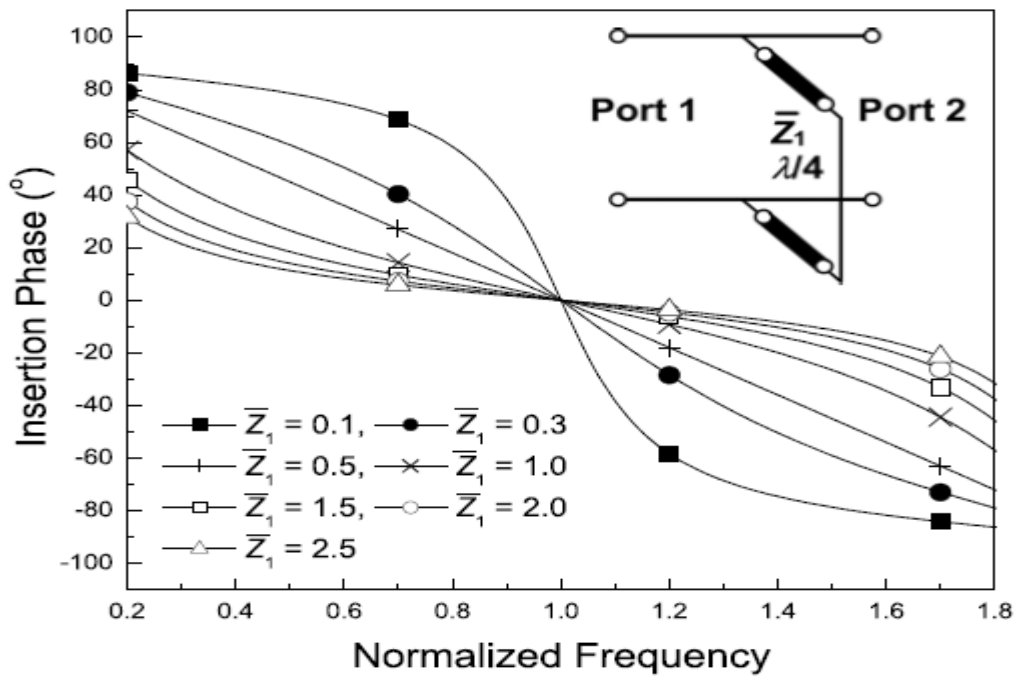 Insertion Phase (°)
100
80
60
40
20
0
-20
-40
-60
-80
-100
Port 1
Port 2
Z̅₁
λ/4
Z̅₁ = 0.1, Z̅₁ = 0.3
Z̅₁ = 0.5, Z̅₁ = 1.0
Z̅₁ = 1.5, Z̅₁ = 2.0
Z̅₁ = 2.5
0.2 0.4 0.6 0.8 1.0 1.2 1.4 1.6 1.8
Normalized Frequency